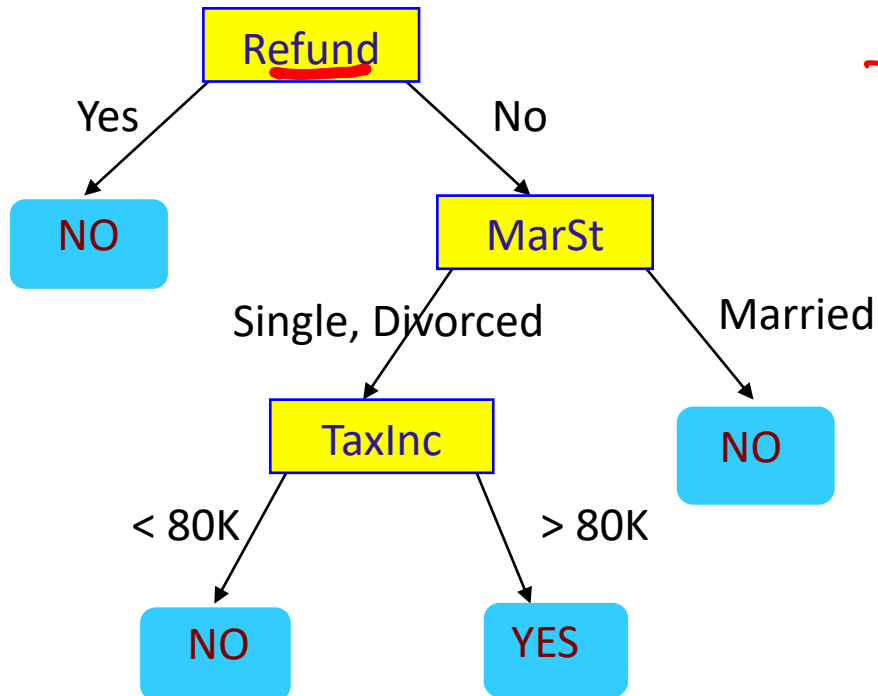 Refund
Yes
No
NO
MarSt
Single, Divorced
Married
TaxInc
NO
< 80K
> 80K
NO
YES